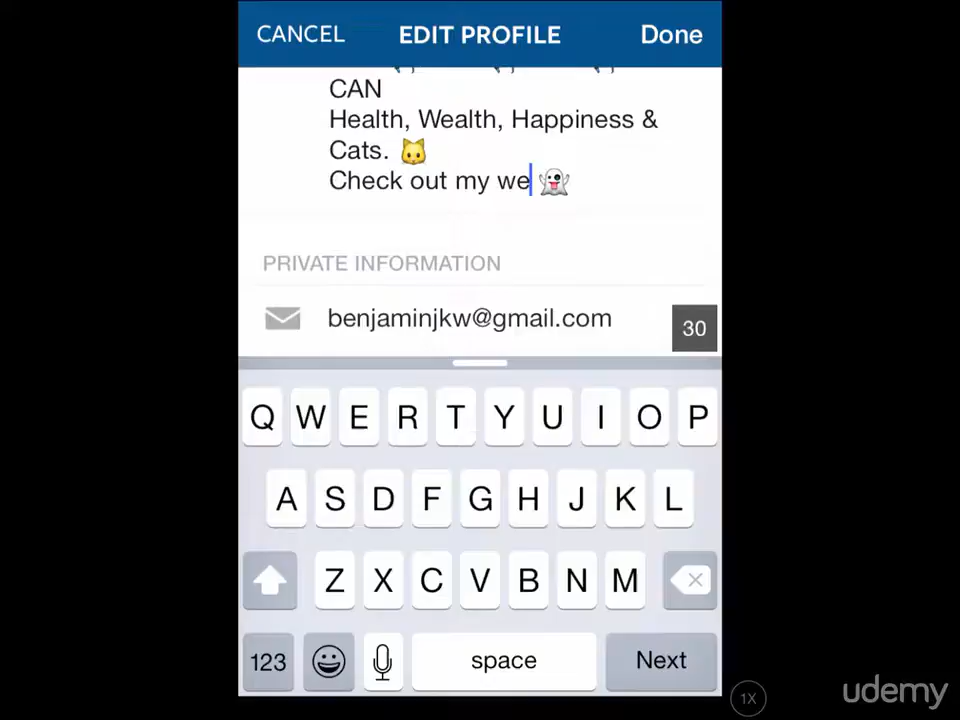 CANCEL EDIT PROFILE Done
CAN
Health, Wealth, Happiness &
Cats. 🐱
Check out my we 👻
PRIVATE INFORMATION
benjaminjkw@gmail.com
30
Q W E R T Y U I O P
A S D F G H J K L
Z X C V B N M
123 space Next
1X
udemy